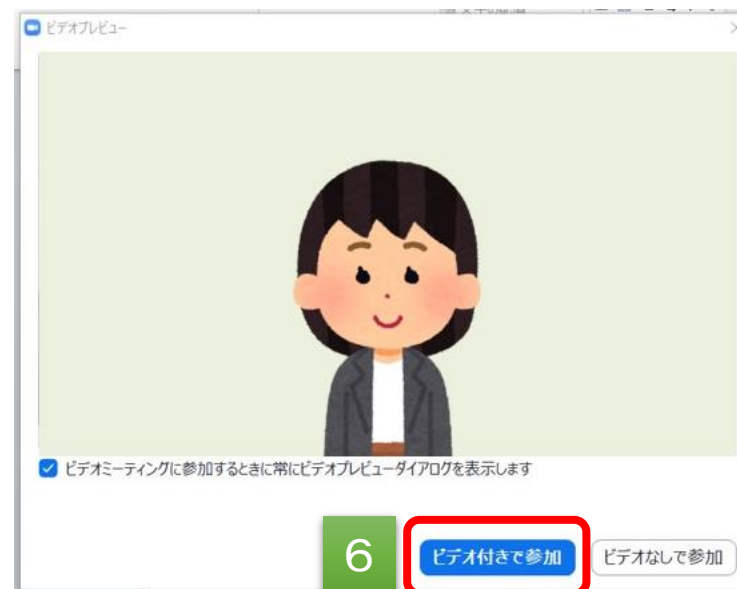 ビデオプレビュー
ビデオミーティングに参加するときに常にビデオプレビューダイアログを表示します
6
ビデオ付きで参加
ビデオなしで参加